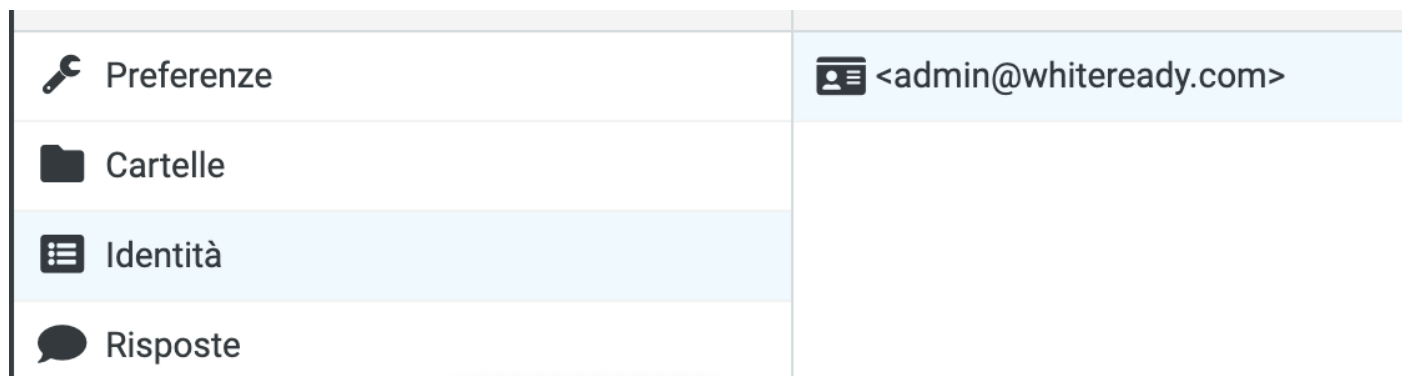 Preferenze
Cartelle
Identità
Risposte
<admin@whiteready.com>